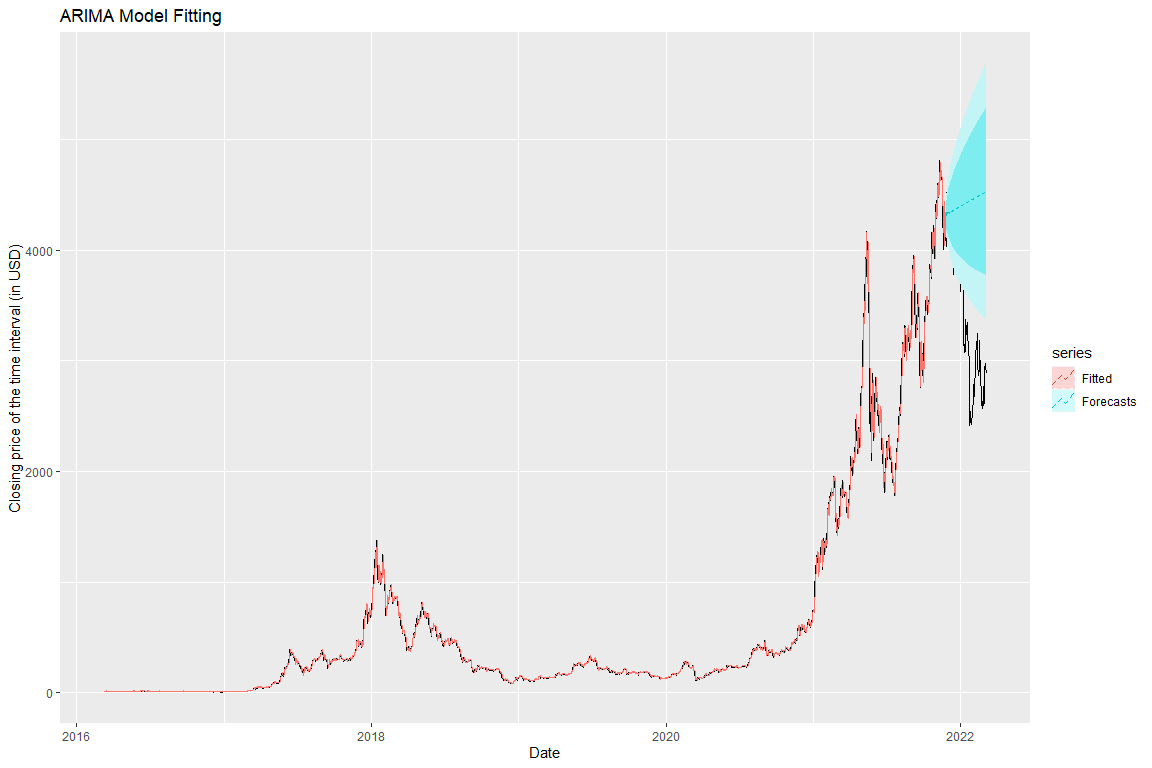 ARIMA Model Fitting
Closing price of the time interval (in USD)
4000
2000
0
2016
2018
2020
2022
Date
series
Fitted
Forecasts